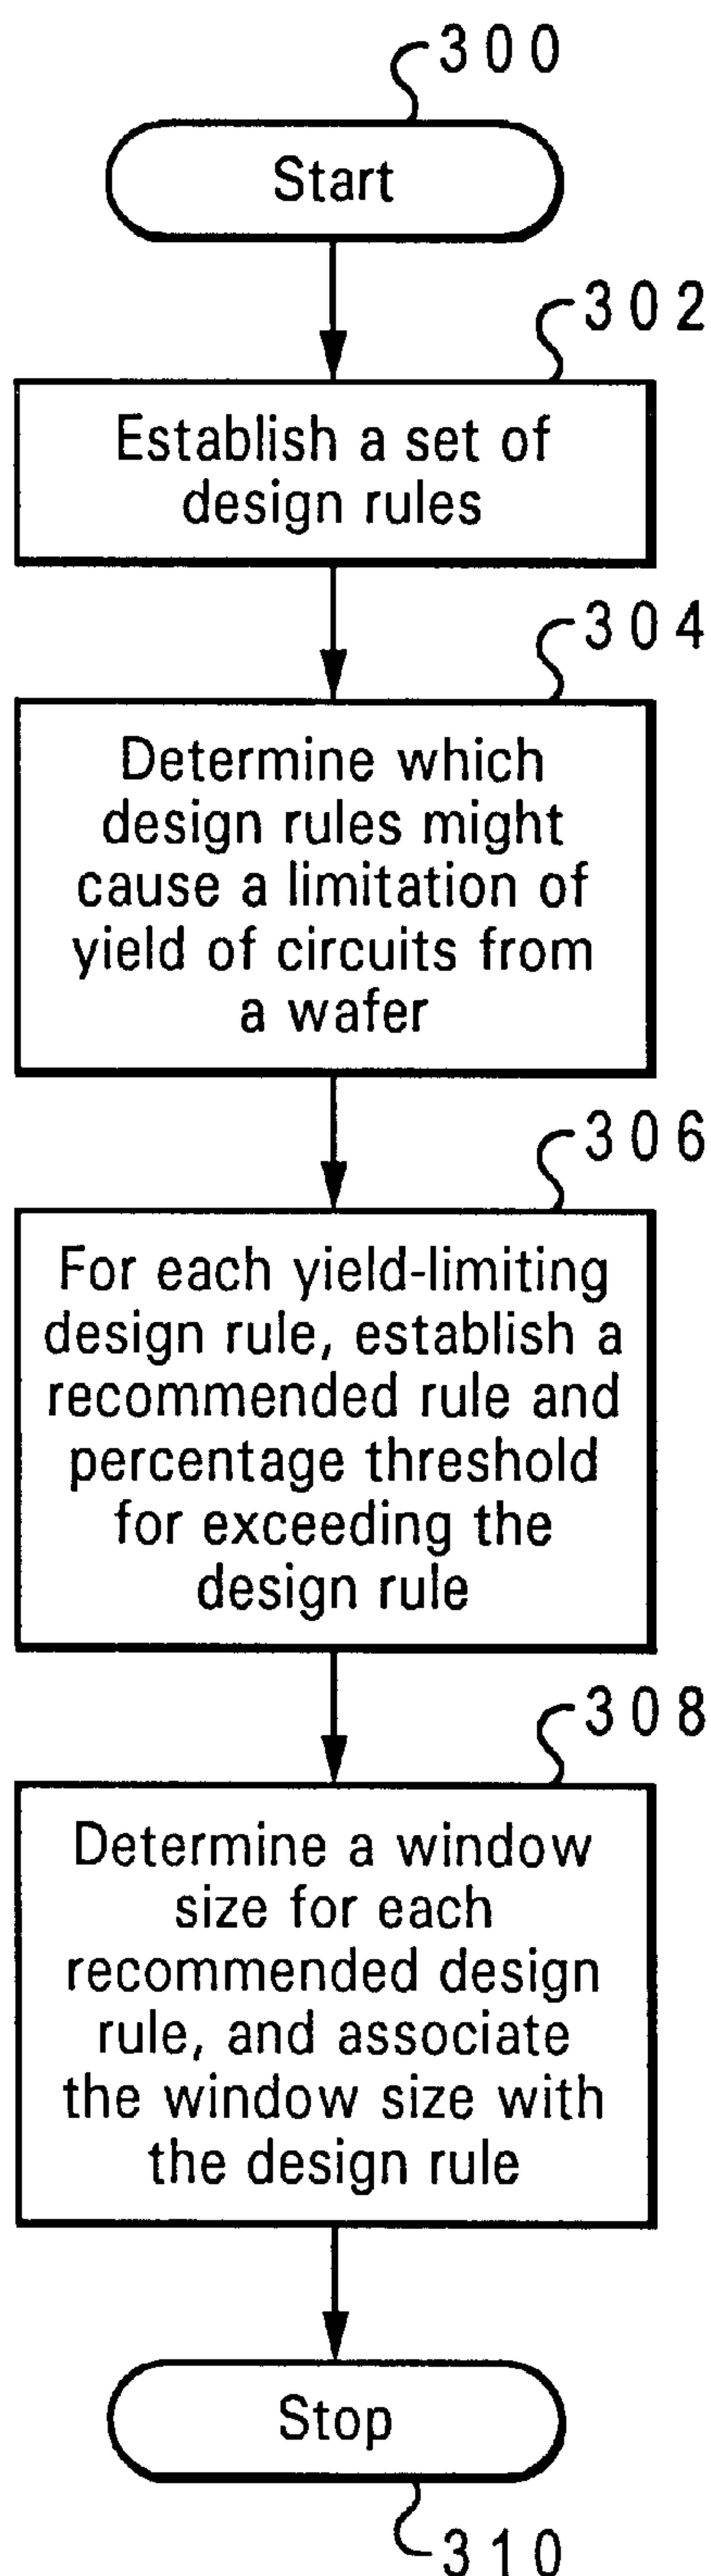 300
Start
302
Establish a set of
design rules
304
Determine which
design rules might
cause a limitation of
yield of circuits from
a wafer
306
For each yield-limiting
design rule, establish a
recommended rule and
percentage threshold
for exceeding the
design rule
308
Determine a window
size for each
recommended design
rule, and associate
the window size with
the design rule
Stop
310